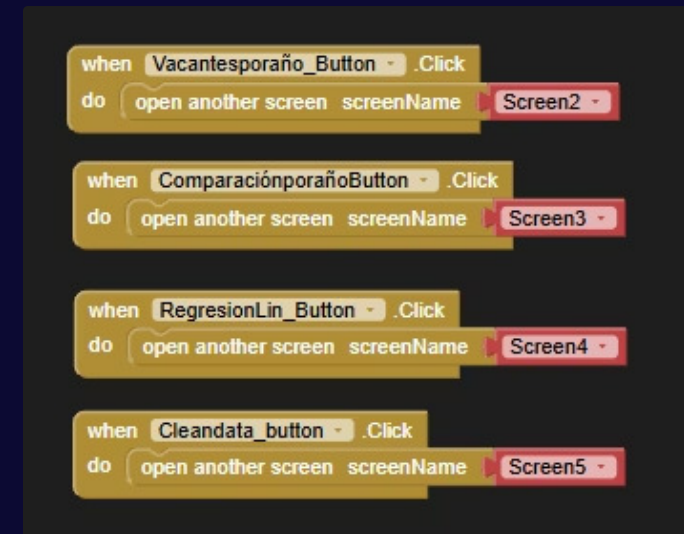 when Vacantesporaño_Button .Click
do open another screen screenName Screen2
when ComparaciónporañoButton .Click
do open another screen screenName Screen3
when RegresionLin_Button .Click
do open another screen screenName Screen4
when Cleandata_button .Click
do open another screen screenName Screen5